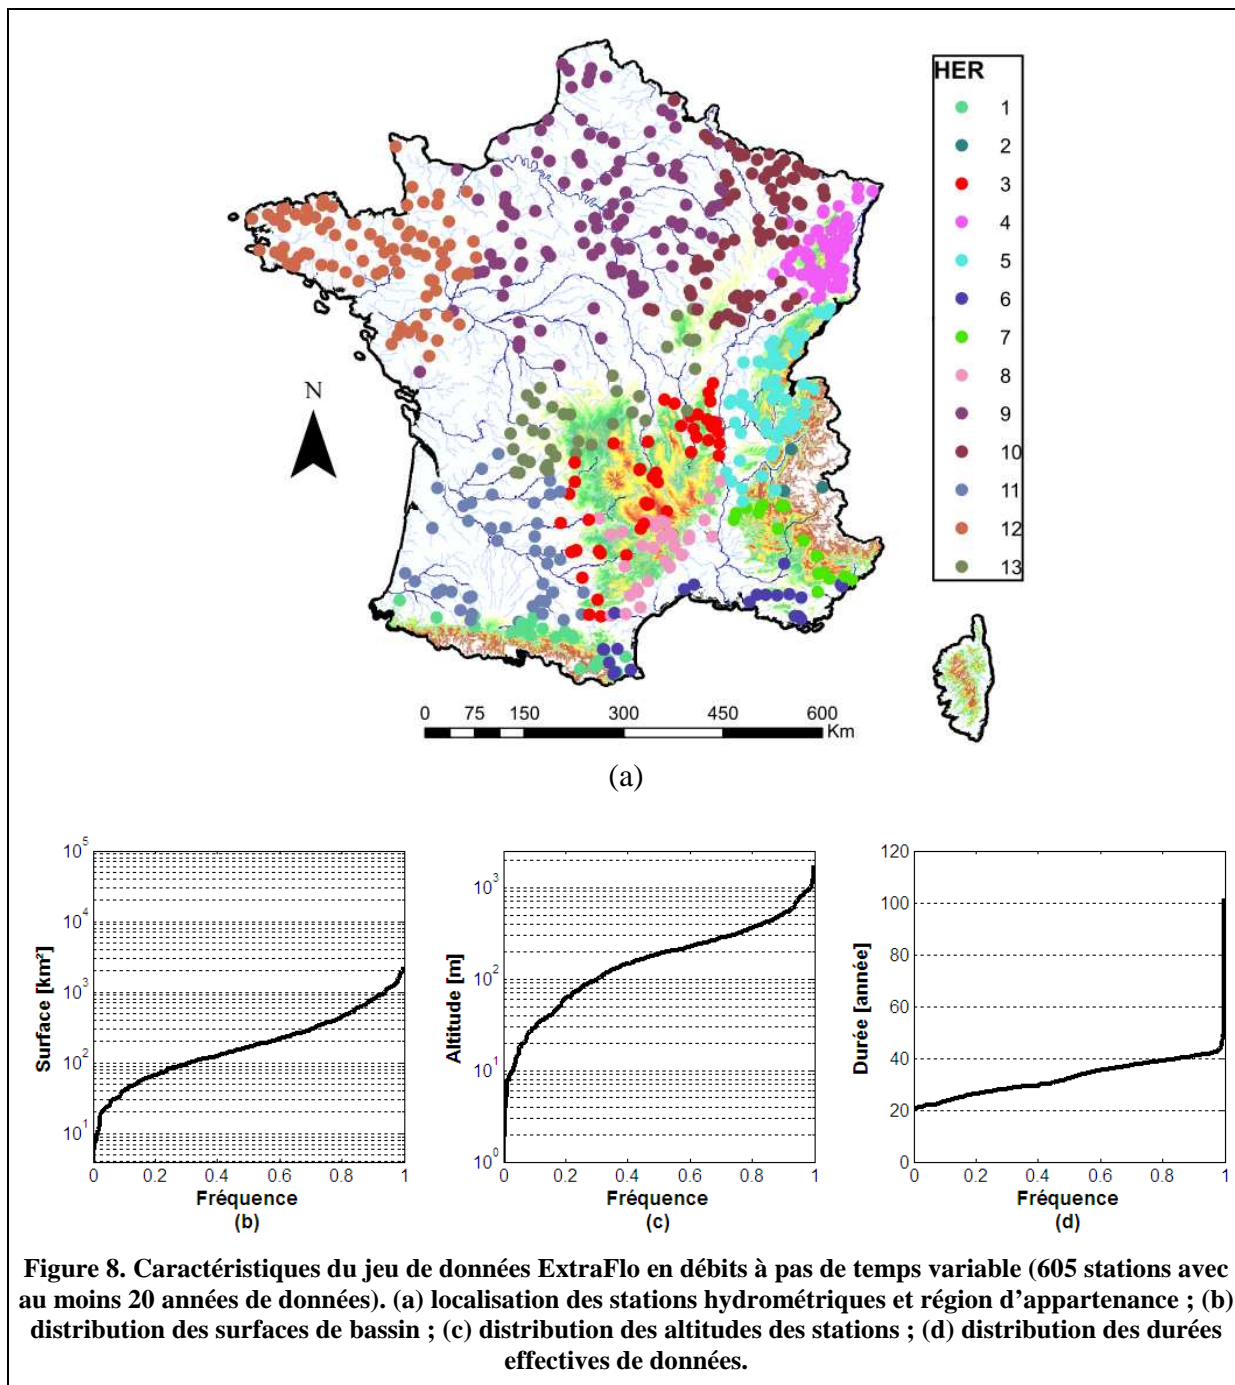 HER
1
2
3
4
5
6
7
8
9
10
11
12
13
N
0 75 150 300 450 600
Km
(a)
10^5
10^4
10^3
10^2
10^1
Surface [km²]
0 0.2 0.4 0.6 0.8 1
Fréquence
(b)
10^3
10^2
10^1
10^0
Altitude [m]
0 0.2 0.4 0.6 0.8 1
Fréquence
(c)
120
100
80
60
40
20
0
Durée [année]
0 0.2 0.4 0.6 0.8 1
Fréquence
(d)
Figure 8. Caractéristiques du jeu de données ExtraFlo en débits à pas de temps variable (605 stations avec
au moins 20 années de données). (a) localisation des stations hydrométriques et région d'appartenance ; (b)
distribution des surfaces de bassin ; (c) distribution des altitudes des stations ; (d) distribution des durées
effectives de données.